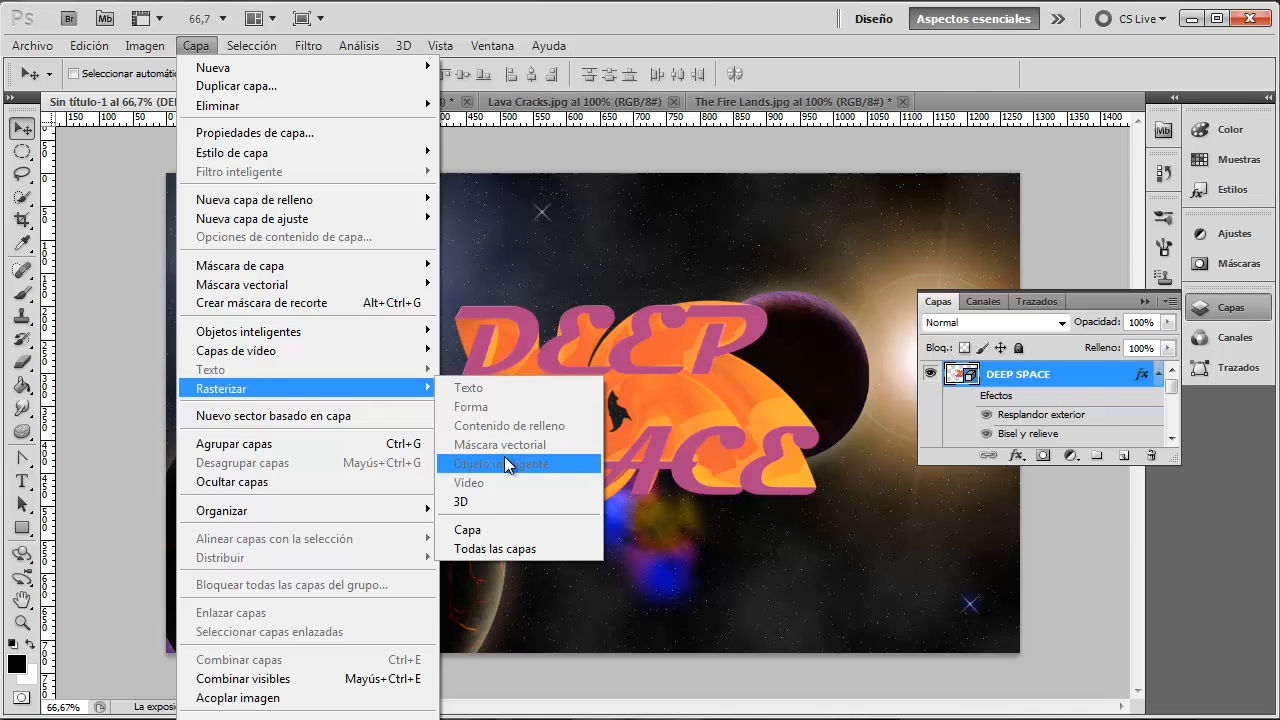 Ps
Br
Mb
66,7
Diseño
Aspectos esenciales
CS Live
Archivo
Edición
Imagen
Capa
Selección
Filtro
Análisis
3D
Vista
Ventana
Ayuda
Seleccionar automátic
Sin título-1 al 66,7% (DE
Lava Cracks.jpg al 100% (RGB/8#)
The Fire Lands.jpg al 100% (RGB/8#) *
Nueva
Duplicar capa...
Eliminar
Propiedades de capa...
Estilo de capa
Filtro inteligente
Nueva capa de relleno
Nueva capa de ajuste
Opciones de contenido de capa...
Máscara de capa
Máscara vectorial
Crear máscara de recorte Alt+Ctrl+G
Objetos inteligentes
Capas de vídeo
Texto
Rasterizar
Nuevo sector basado en capa
Agrupar capas Ctrl+G
Desagrupar capas Mayús+Ctrl+G
Ocultar capas
Organizar
Alinear capas con la selección
Distribuir
Bloquear todas las capas del grupo...
Enlazar capas
Seleccionar capas enlazadas
Combinar capas Ctrl+E
Combinar visibles Mayús+Ctrl+E
Acoplar imagen
Texto
Forma
Contenido de relleno
Máscara vectorial
Objeto inteligente
Vídeo
3D
Capa
Todas las capas
DEEP
ACE
Mb
Color
Muestras
Estilos
Ajustes
Máscaras
Capas
Canales
Trazados
Capas Canales Trazados
Normal Opacidad: 100%
Bloq.: Relleno: 100%
DEEP SPACE fx
Efectos
Resplandor exterior
Bisel y relieve
66,67% La exposi